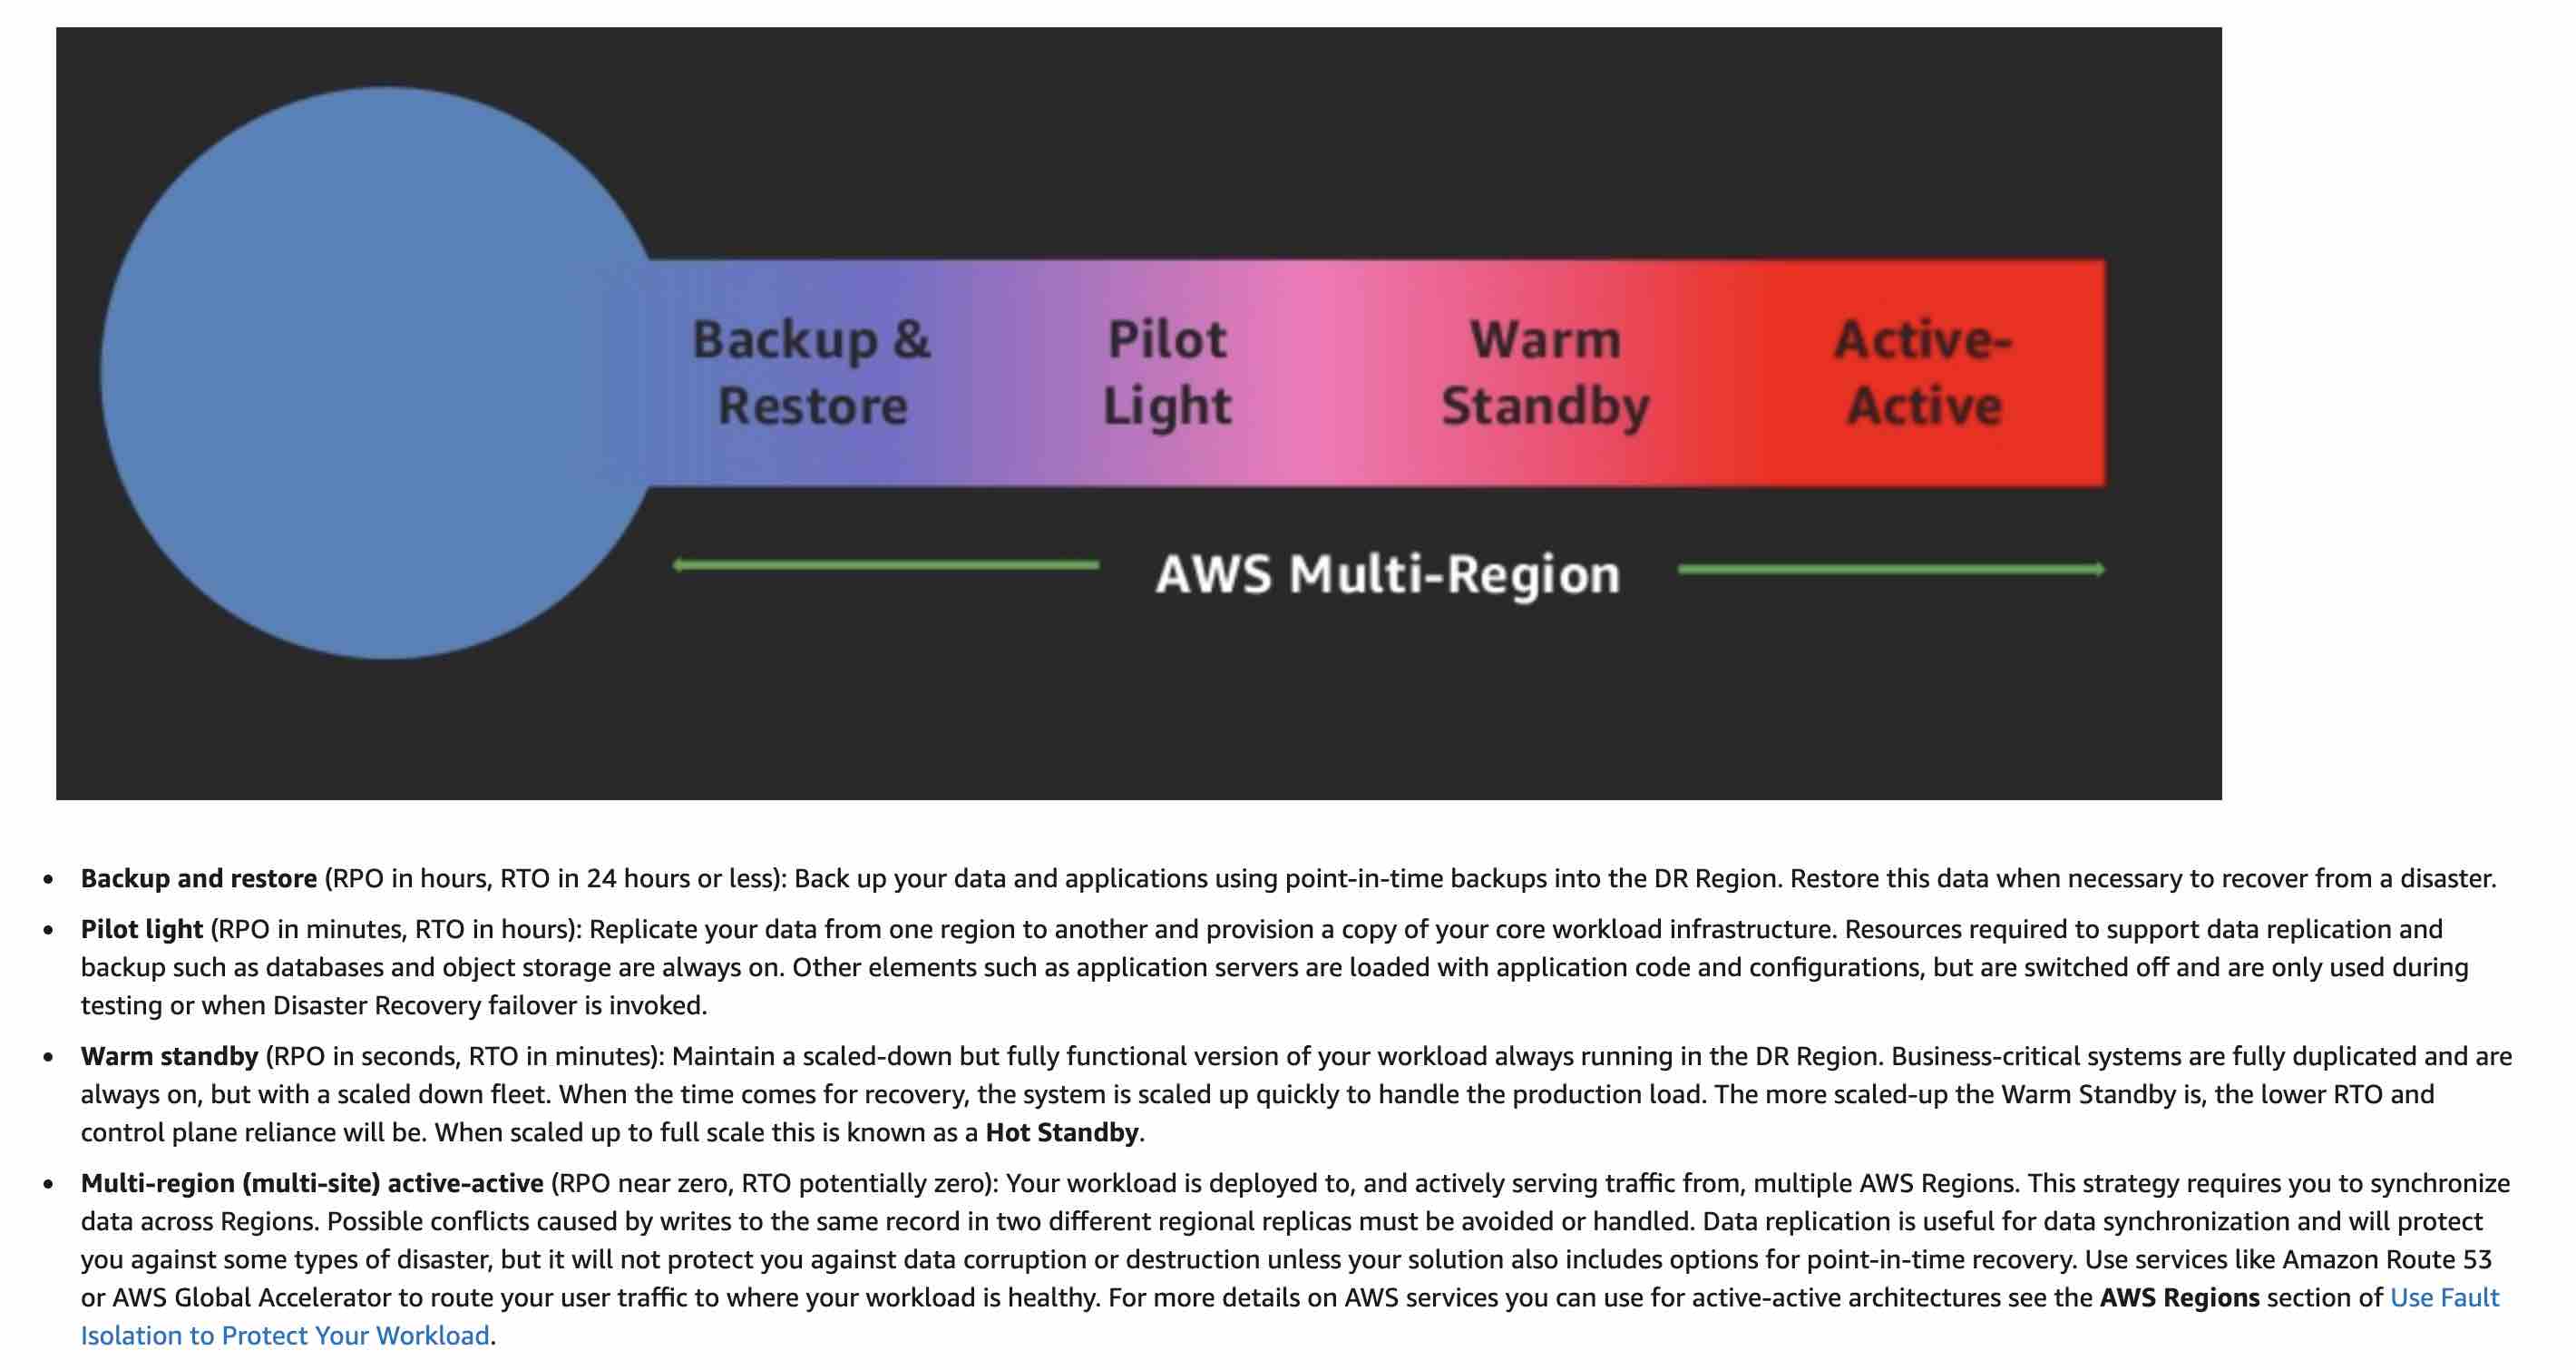 Backup &
Restore
Pilot
Light
Warm
Standby
Active-
Active
AWS Multi-Region
• Backup and restore (RPO in hours, RTO in 24 hours or less): Back up your data and applications using point-in-time backups into the DR Region. Restore this data when necessary to recover from a disaster.
• Pilot light (RPO in minutes, RTO in hours): Replicate your data from one region to another and provision a copy of your core workload infrastructure. Resources required to support data replication and
backup such as databases and object storage are always on. Other elements such as application servers are loaded with application code and configurations, but are switched off and are only used during
testing or when Disaster Recovery failover is invoked.
• Warm standby (RPO in seconds, RTO in minutes): Maintain a scaled-down but fully functional version of your workload always running in the DR Region. Business-critical systems are fully duplicated and are
always on, but with a scaled down fleet. When the time comes for recovery, the system is scaled up quickly to handle the production load. The more scaled-up the Warm Standby is, the lower RTO and
control plane reliance will be. When scaled up to full scale this is known as a Hot Standby.
• Multi-region (multi-site) active-active (RPO near zero, RTO potentially zero): Your workload is deployed to, and actively serving traffic from, multiple AWS Regions. This strategy requires you to synchronize
data across Regions. Possible conflicts caused by writes to the same record in two different regional replicas must be avoided or handled. Data replication is useful for data synchronization and will protect
you against some types of disaster, but it will not protect you against data corruption or destruction unless your solution also includes options for point-in-time recovery. Use services like Amazon Route 53
or AWS Global Accelerator to route your user traffic to where your workload is healthy. For more details on AWS services you can use for active-active architectures see the AWS Regions section of Use Fault
Isolation to Protect Your Workload.